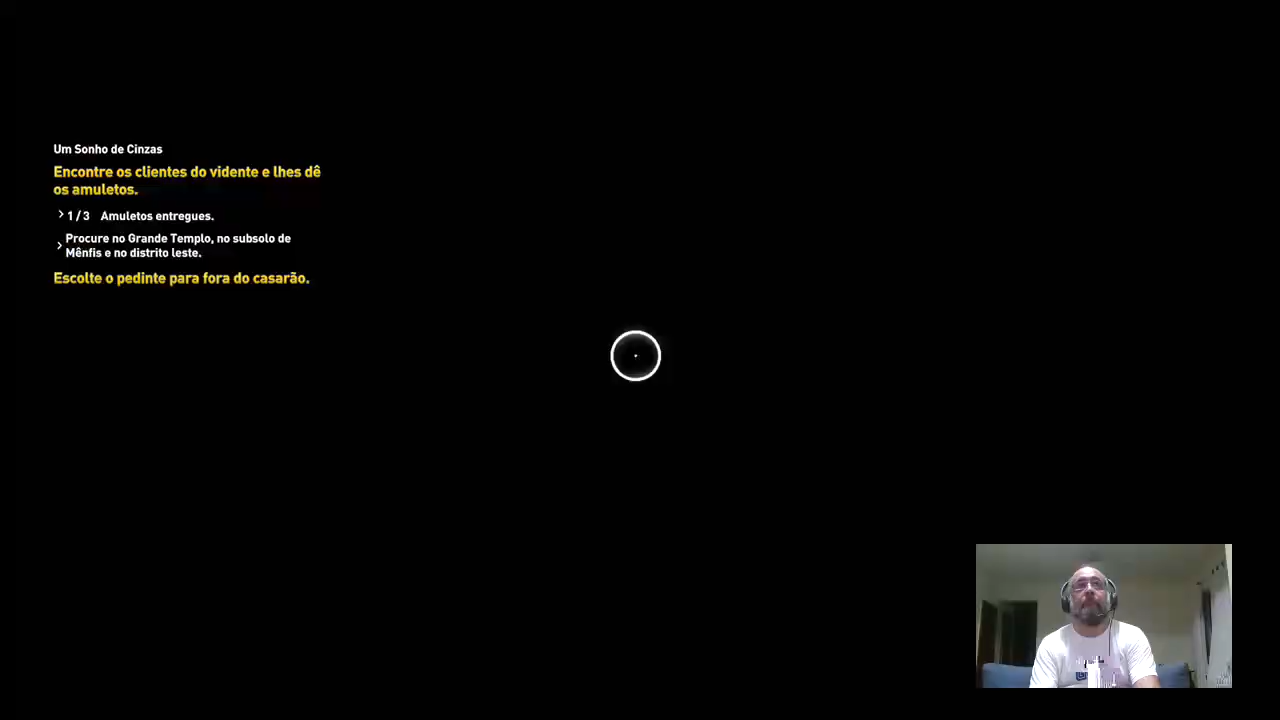 Um Sonho de Cinzas
Encontre os clientes do vidente e lhes dê
os amuletos.
1 / 3 Amuletos entregues.
Procure no Grande Templo, no subsolo de
Mênfis e no distrito leste.
Escolte o pedinte para fora do casarão.